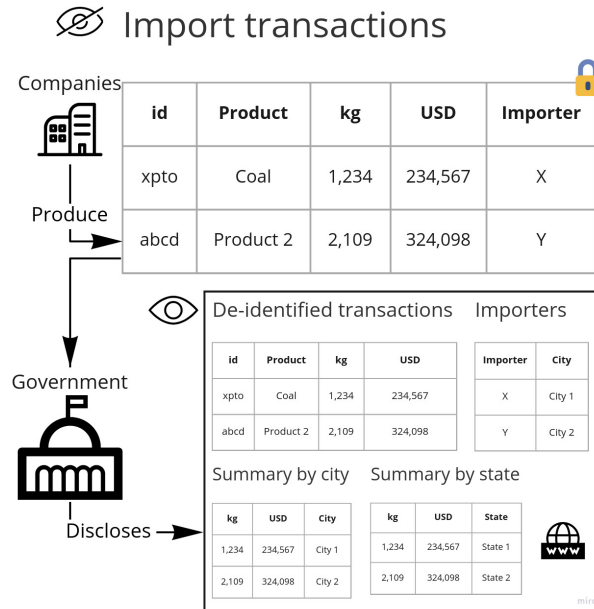 Import transactions
Companies
id Product kg USD Importer
xpto Coal 1,234 234,567 X
Produce
abcd Product 2 2,109 324,098 Y
De-identified transactions Importers
id Product kg USD Importer City
xpto Coal 1,234 234,567 X City 1
abcd Product 2 2,109 324,098 Y City 2
Government
Summary by city Summary by state
kg USD City kg USD State
1,234 234,567 City 1 1,234 234,567 State 1
2,109 324,098 City 2 2,109 324,098 State 2
Discloses
WWW